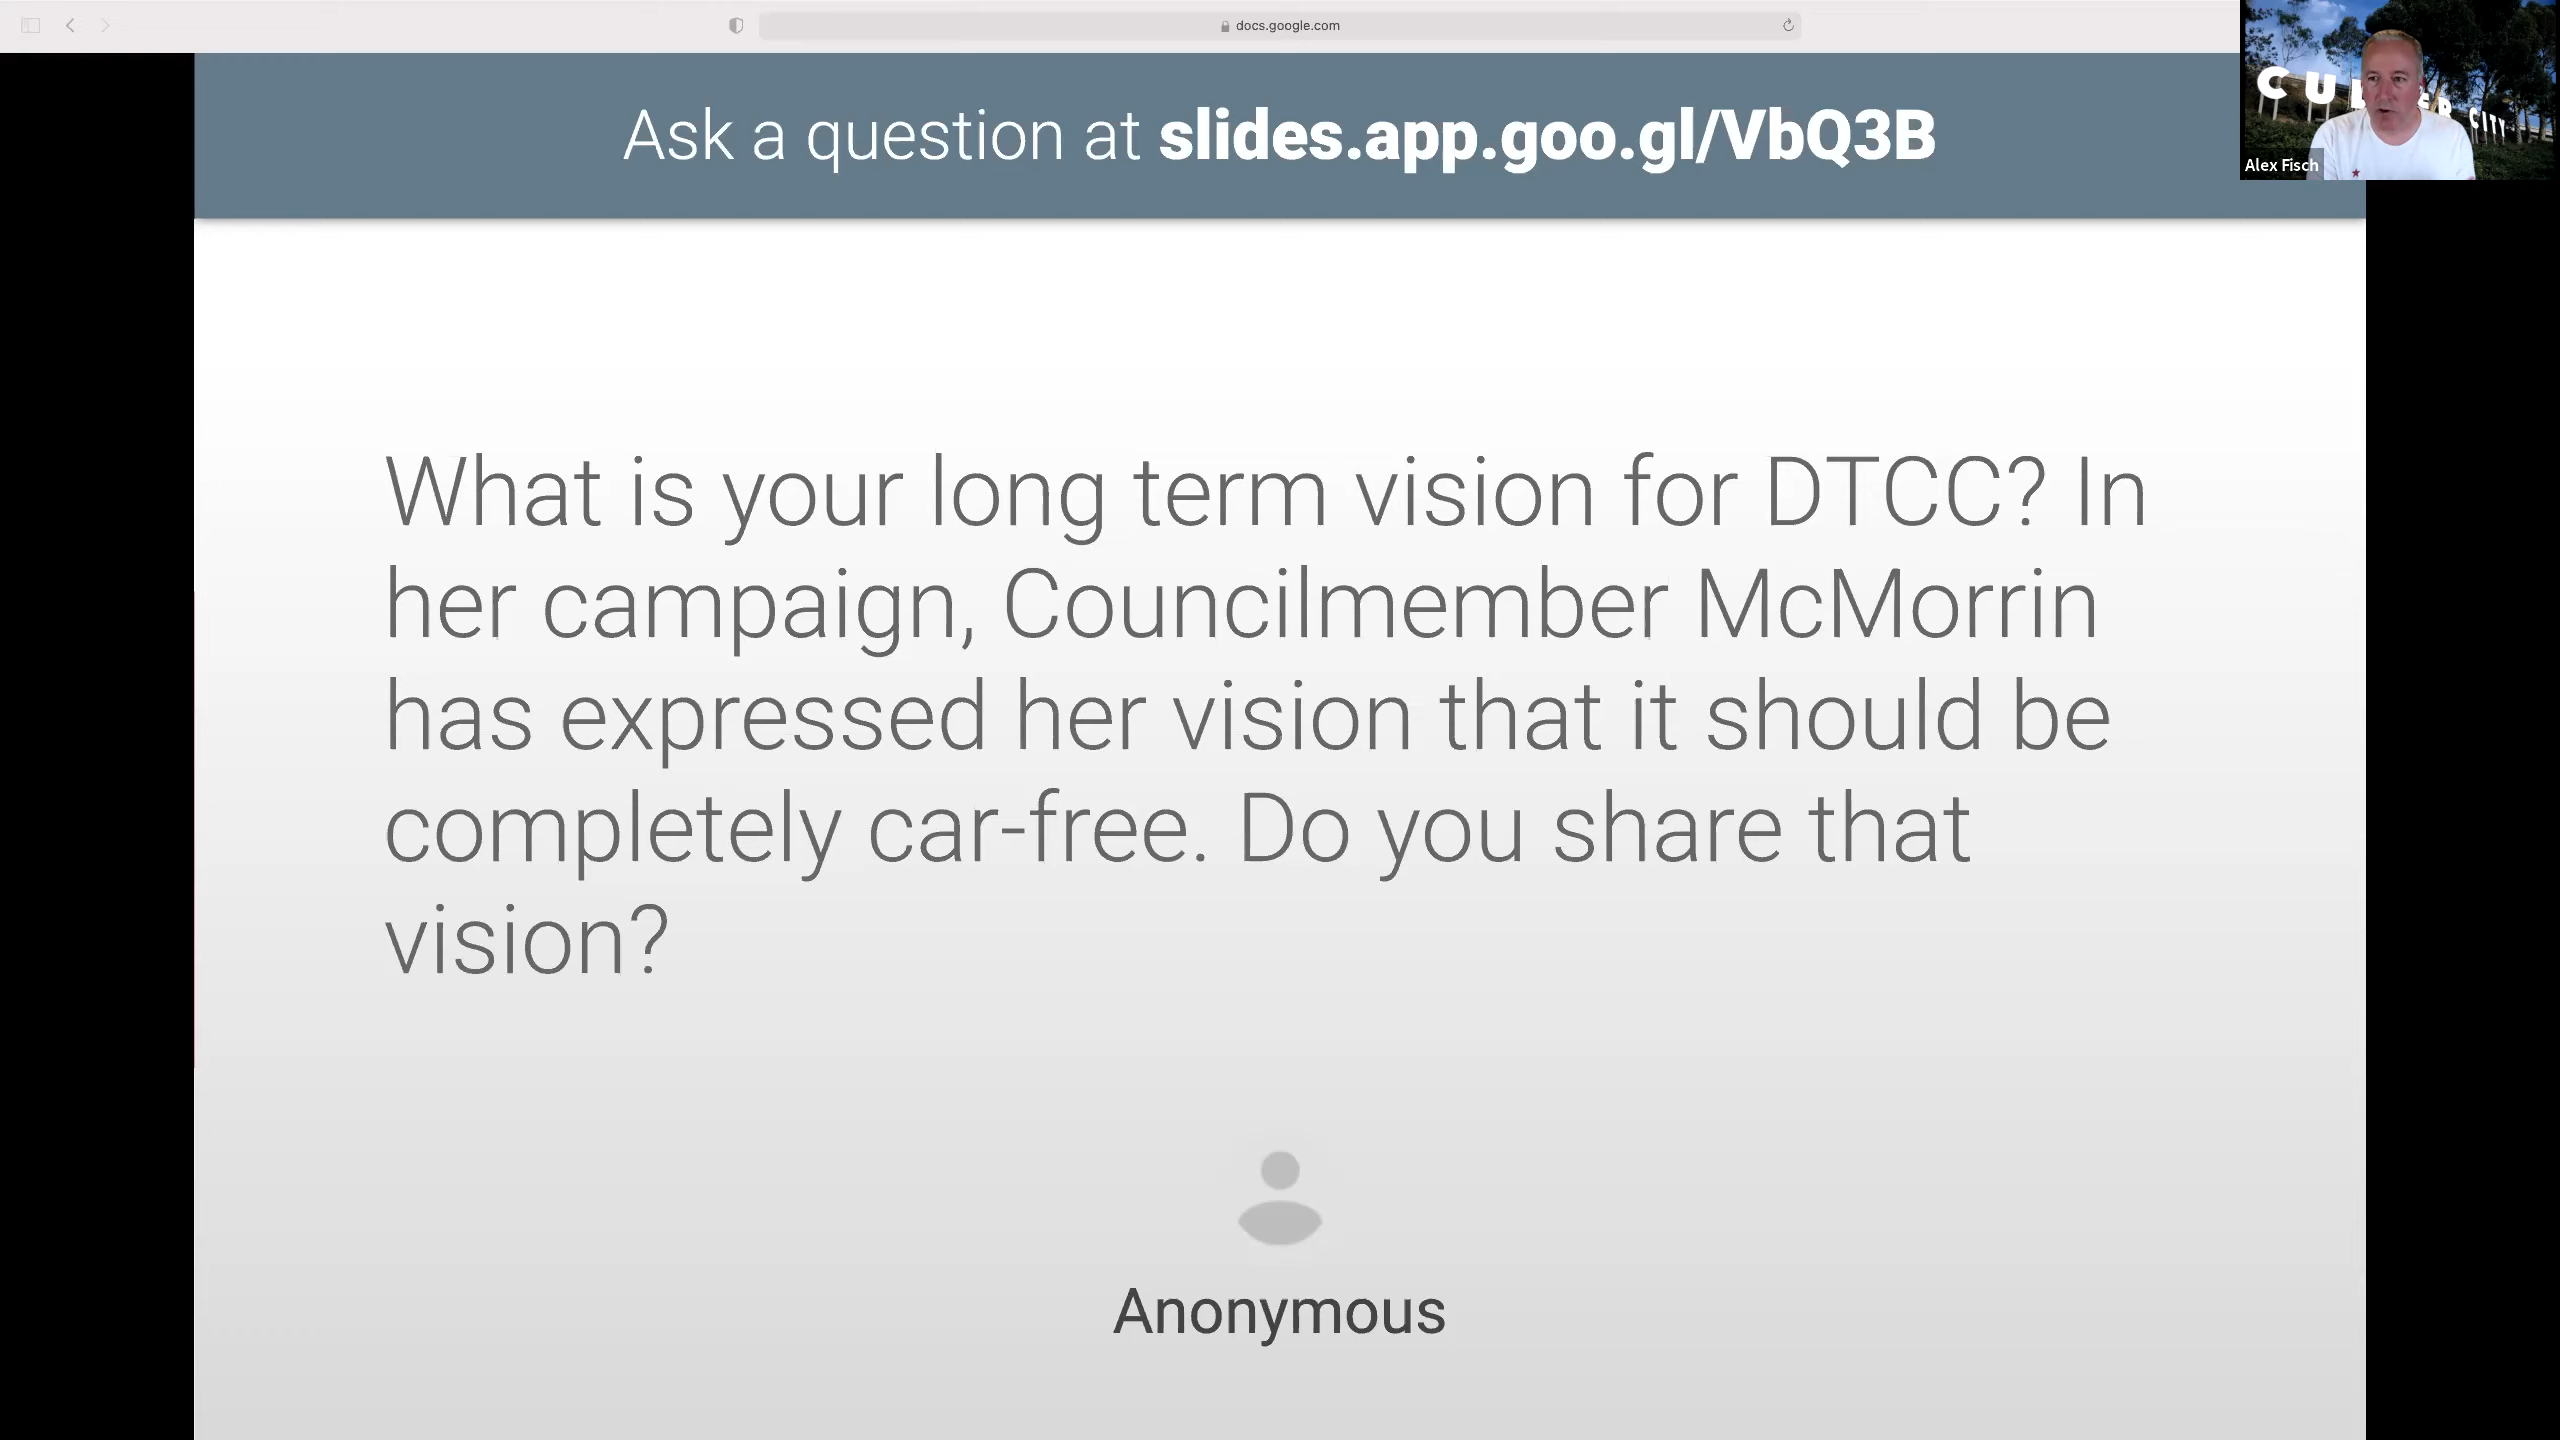 docs.google.com
Ask a question at slides.app.goo.gl/VbQ3B
CULVER CITY
Alex Fisch
What is your long term vision for DTCC? In
her campaign, Councilmember McMorrin
has expressed her vision that it should be
completely car-free. Do you share that
vision?
Anonymous